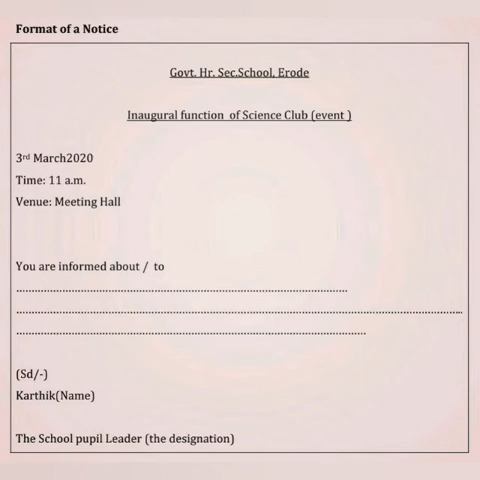 Format of a Notice
Govt. Hr. Sec.School, Erode
Inaugural function of Science Club (event )
3rd March2020
Time: 11 a.m.
Venue: Meeting Hall
You are informed about / to
................................................................................
................................................................................................................
.....................................................................................
(Sd/-)
Karthik(Name)
The School pupil Leader (the designation)